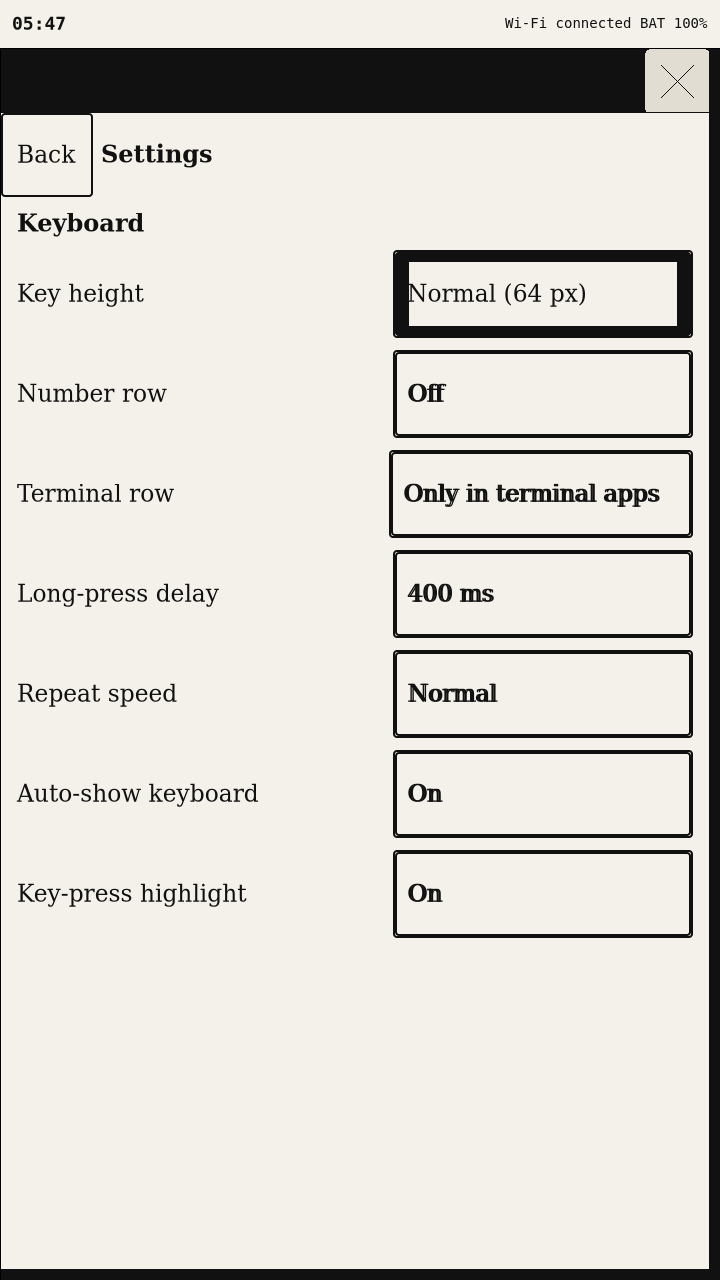 05:47 Wi-Fi connected BAT 100%
Back Settings
Keyboard
Key height Normal (64 px)
Number row Off
Terminal row Only in terminal apps
Long-press delay 400 ms
Repeat speed Normal
Auto-show keyboard On
Key-press highlight On